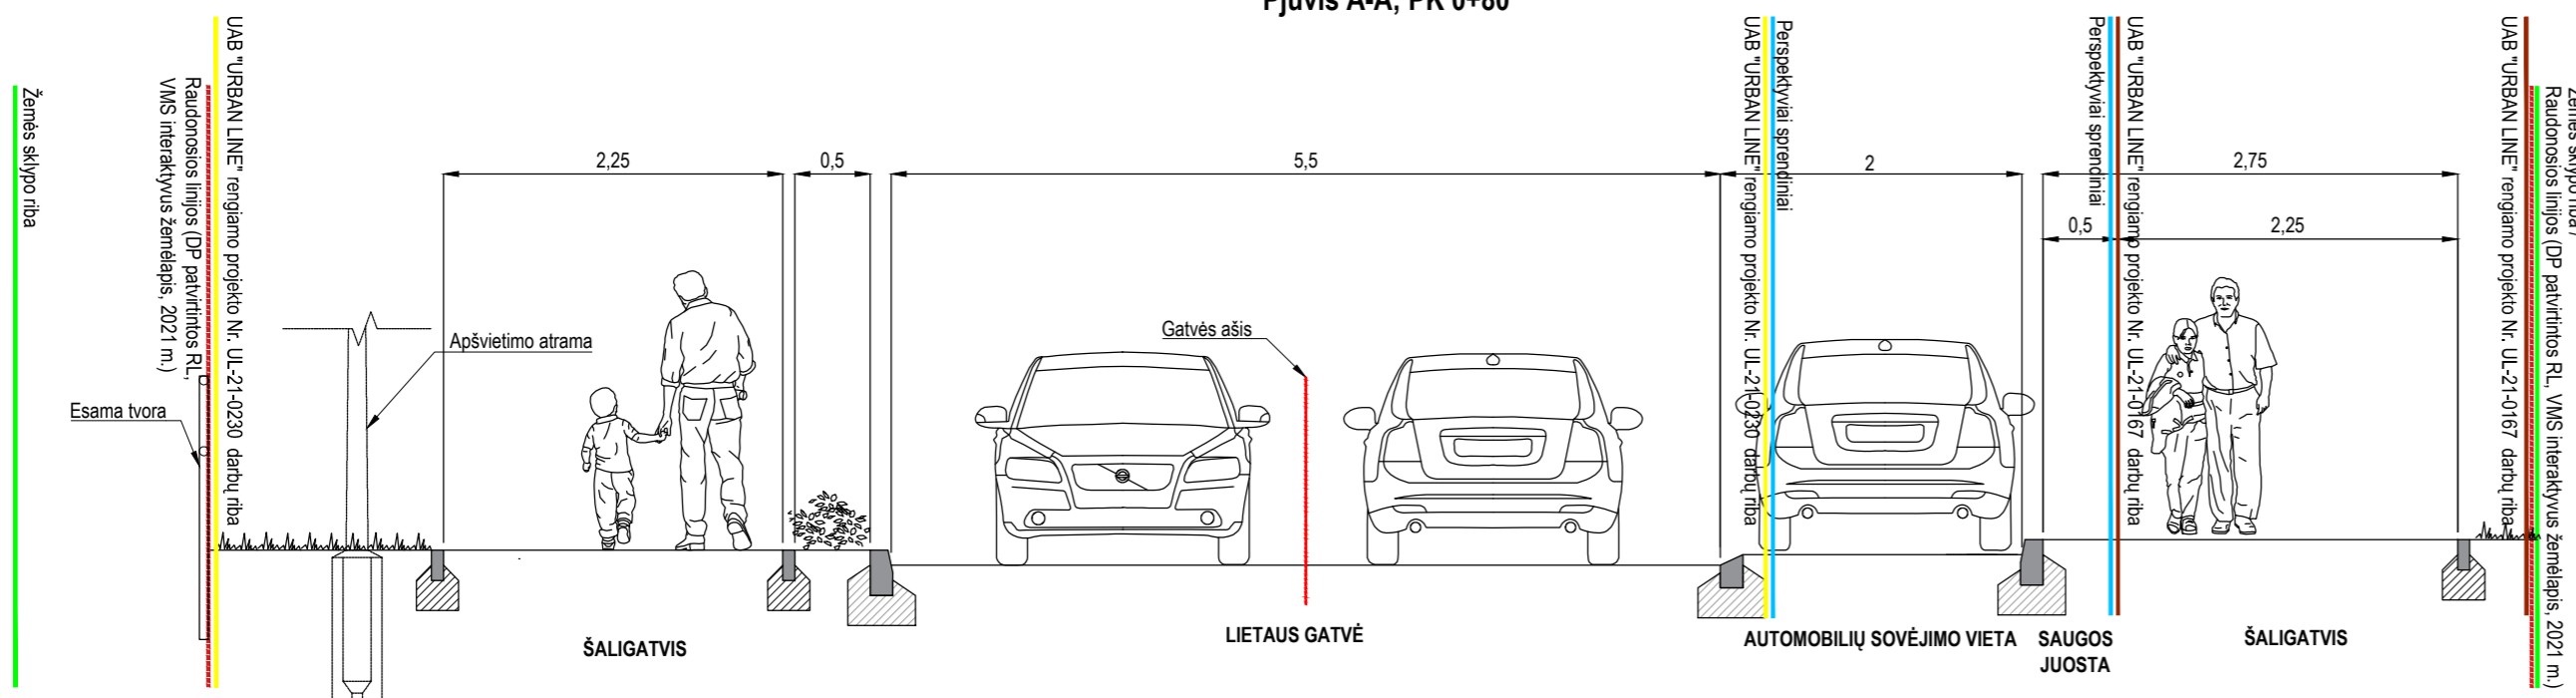 Pjūvis A-A, PK 0+80
Žemės sklypo riba
Raudonosios linijos (DP patvirtintos RL,
VMS interaktyvus žemėlapis, 2021 m.)
UAB "URBAN LINE" rengiamo projekto Nr. UL-21-0230 darbų riba
Esama tvora
Apšvietimo atrama
2,25
0,5
5,5
2
2,75
0,5
2,25
Gatvės ašis
UAB "URBAN LINE" rengiamo projekto Nr. UL-21-0230 darbų riba
Perspektyviai sprendiniai
Perspektyviai sprendiniai
UAB "URBAN LINE" rengiamo projekto Nr. UL-21-0167 darbų riba
UAB "URBAN LINE" rengiamo projekto Nr. UL-21-0167 darbų riba
Žemės sklypo riba /
Raudonosios linijos (DP patvirtintos RL, VMS interaktyvus žemėlapis, 2021 m.)
ŠALIGATVIS
LIETAUS GATVĖ
AUTOMOBILIŲ SOVĖJIMO VIETA
SAUGOS
JUOSTA
ŠALIGATVIS